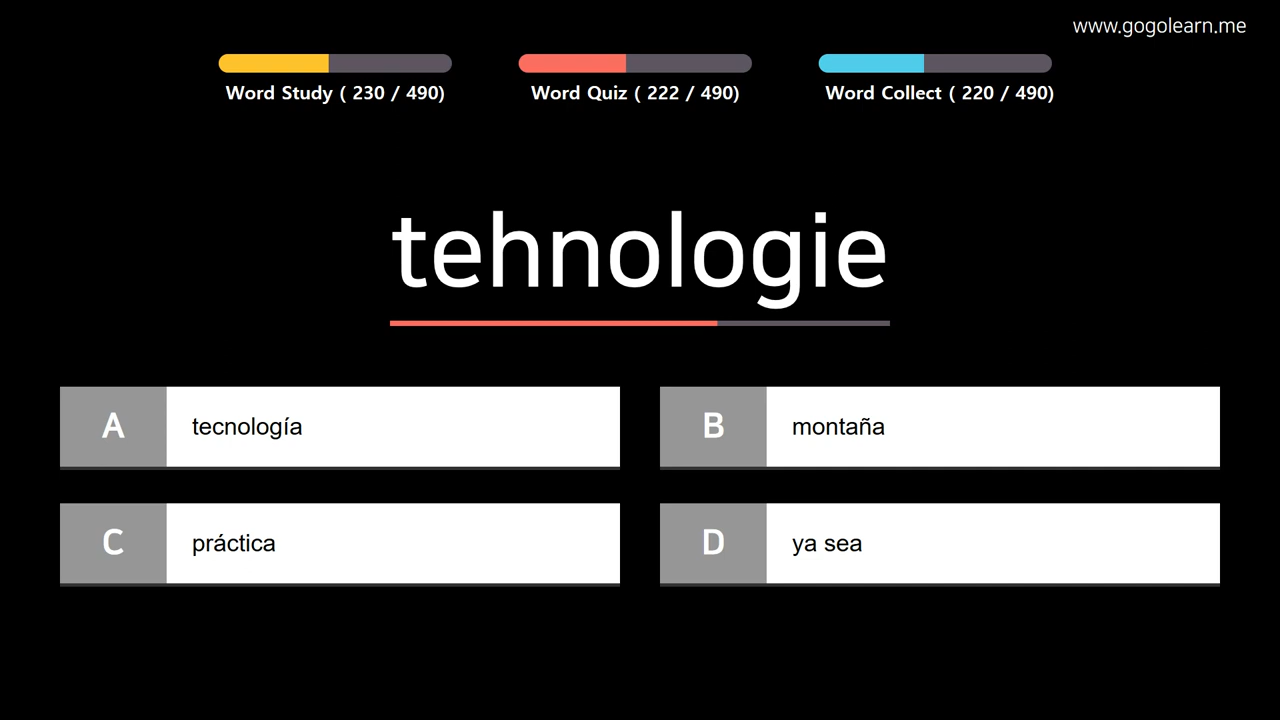 www.gogolearn.me
Word Study ( 230 / 490)
Word Quiz ( 222 / 490)
Word Collect ( 220 / 490)
tehnologie
A tecnología
B montaña
C práctica
D ya sea